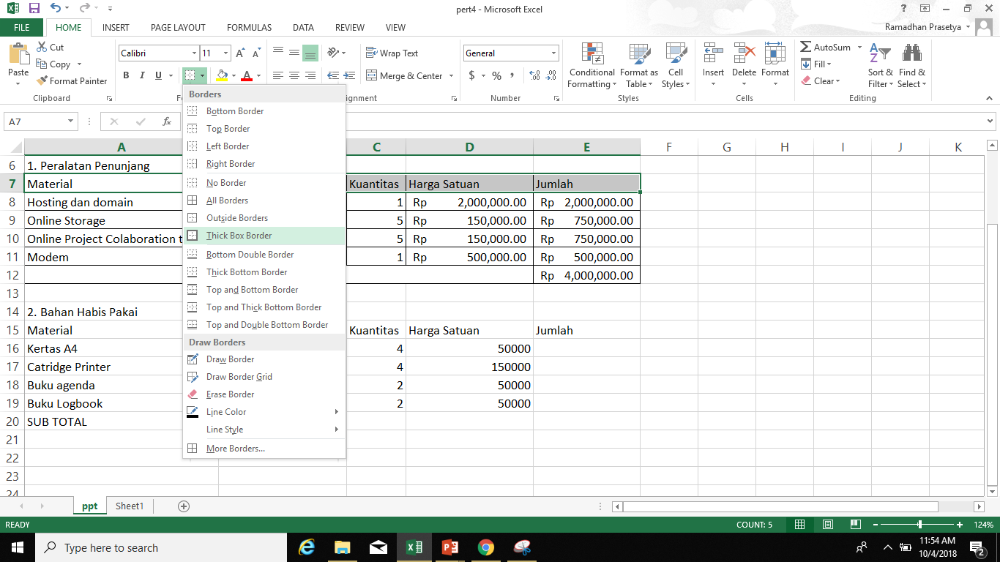 pert4 - Microsoft Excel
FILE HOME INSERT PAGE LAYOUT FORMULAS DATA REVIEW VIEW Ramadhan Prasetya
Paste
Cut
Copy
Format Painter
Clipboard
Calibri 11
B I U
Wrap Text
Merge & Center
General
$ % ,
Number
Conditional Formatting
Format as Table
Cell Styles
Styles
Insert Delete Format
Cells
AutoSum
Fill
Clear
Sort & Filter
Find & Select
Editing
A7 fx
A C D E F G H I J K
6 1. Peralatan Penunjang
7 Material Kuantitas Harga Satuan Jumlah
8 Hosting dan domain 1 Rp 2,000,000.00 Rp 2,000,000.00
9 Online Storage 5 Rp 150,000.00 Rp 750,000.00
10 Online Project Colaboration t 5 Rp 150,000.00 Rp 750,000.00
11 Modem 1 Rp 500,000.00 Rp 500,000.00
12 Rp 4,000,000.00
13
14 2. Bahan Habis Pakai
15 Material Kuantitas Harga Satuan Jumlah
16 Kertas A4 4 50000
17 Catridge Printer 4 150000
18 Buku agenda 2 50000
19 Buku Logbook 2 50000
20 SUB TOTAL
21
22
23
24
Borders
Bottom Border
Top Border
Left Border
Right Border
No Border
All Borders
Outside Borders
Thick Box Border
Bottom Double Border
Thick Bottom Border
Top and Bottom Border
Top and Thick Bottom Border
Top and Double Bottom Border
Draw Borders
Draw Border
Draw Border Grid
Erase Border
Line Color
Line Style
More Borders...
ppt Sheet1
READY COUNT: 5 124%
Type here to search
11:54 AM
10/4/2018
2